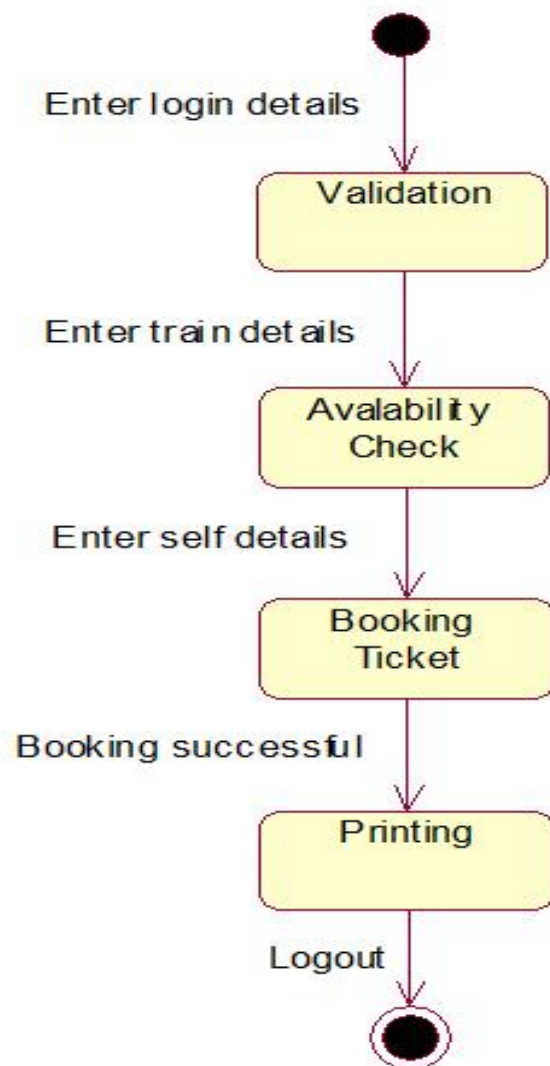 Enter login details
Validation
Enter train details
Avalability
Check
Enter self details
Booking
Ticket
Booking successful
Printing
Logout